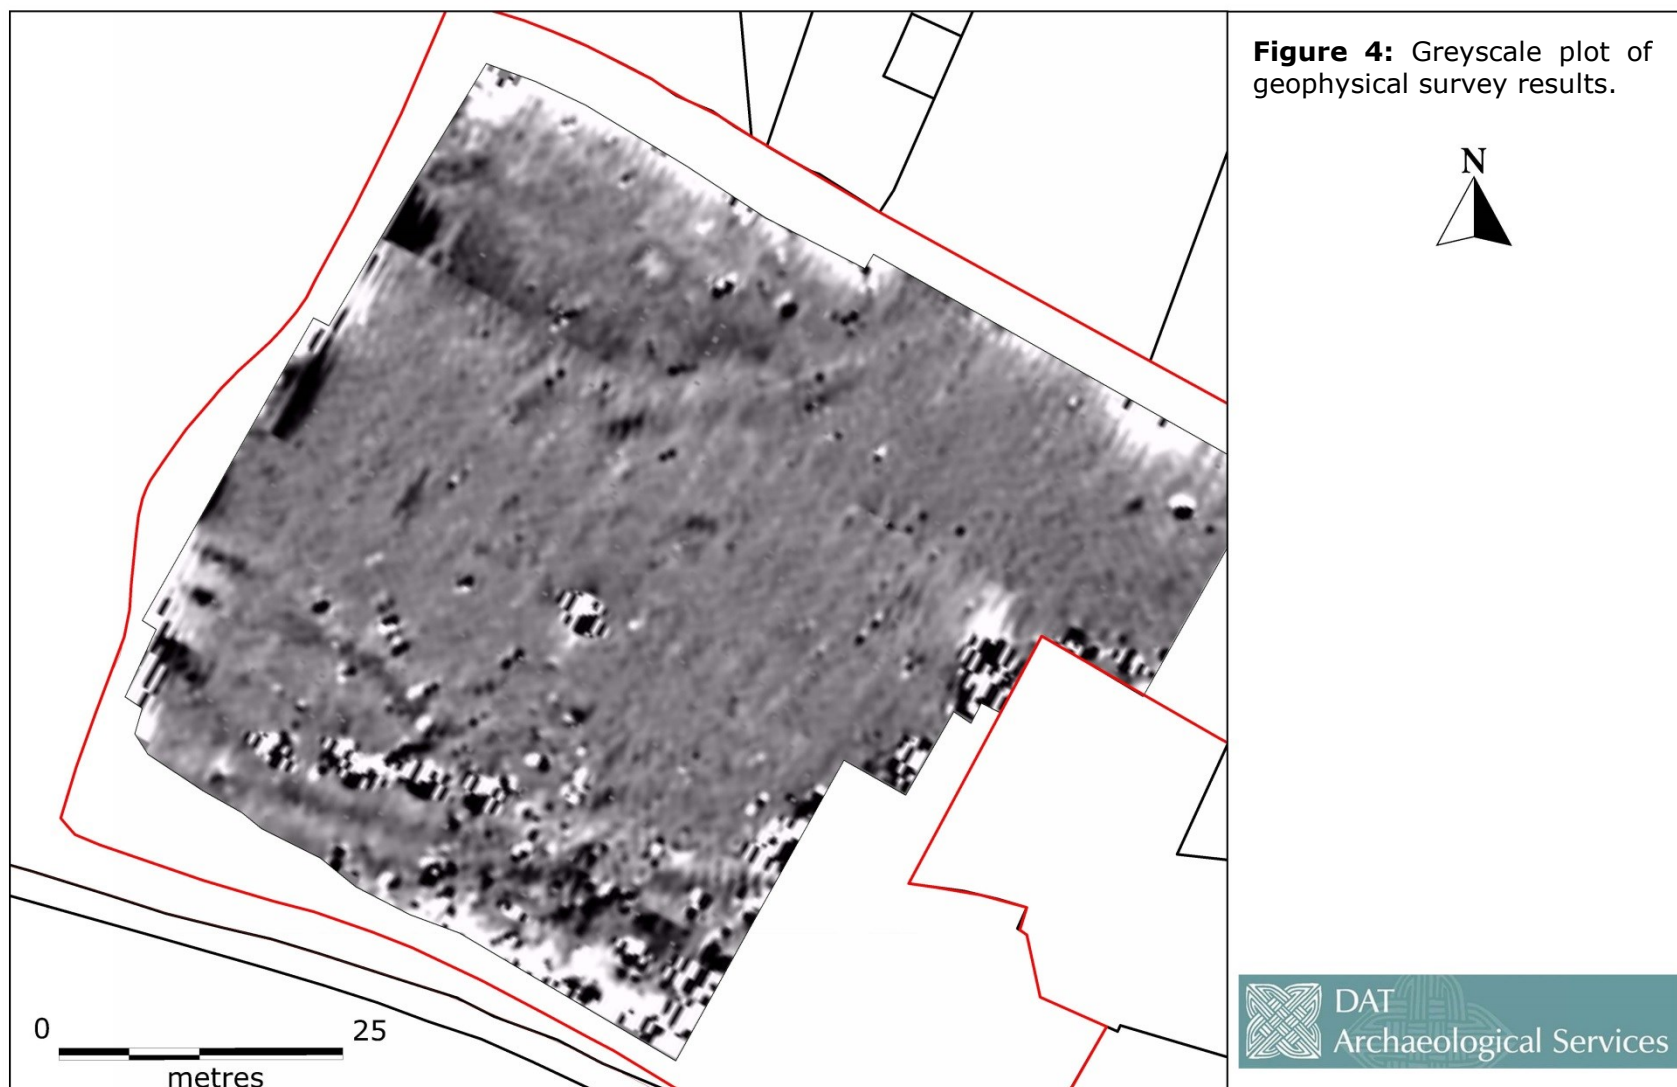 Figure 4: Greyscale plot of
geophysical survey results.
N
0 25
metres
DAT
Archaeological Services